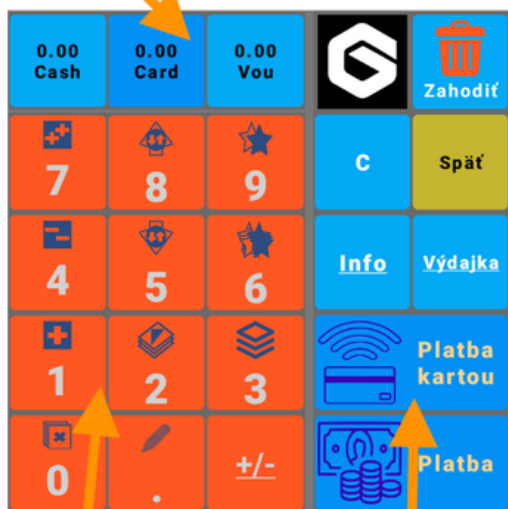 0.00 0.00 0.00
Cash Card Vou
Zahodiť
7 8 9 C Späť
4 5 6 Info Výdajka
1 2 3 Platba
kartou
0 . +/- Platba